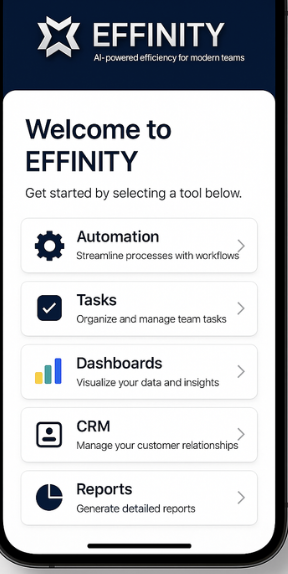 EFFINITY
AI-powered efficiency for modern teams
Welcome to
EFFINITY
Get started by selecting a tool below.
Automation
Streamline processes with workflows
Tasks
Organize and manage team tasks
Dashboards
Visualize your data and insights
CRM
Manage your customer relationships
Reports
Generate detailed reports